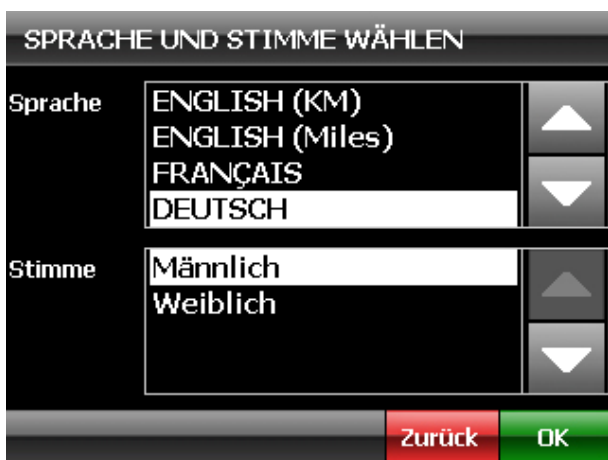 SPRACHE UND STIMME WÄHLEN
Sprache
ENGLISH (KM)
ENGLISH (Miles)
FRANÇAIS
DEUTSCH
Stimme
Männlich
Weiblich
Zurück
OK